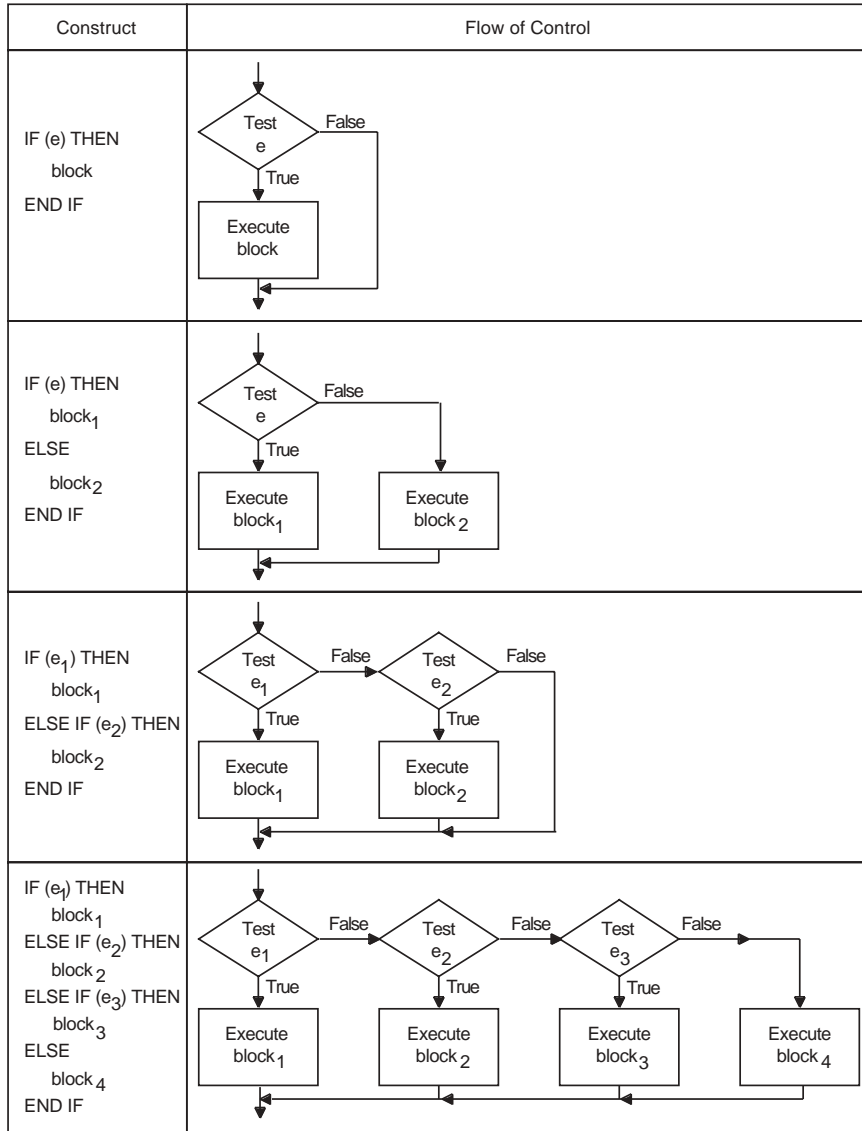 Construct
Flow of Control
IF (e) THEN
block
END IF
Test
e
False
True
Execute
block
IF (e) THEN
block1
ELSE
block2
END IF
Test
e
False
True
Execute
block1
Execute
block2
IF (e1) THEN
block1
ELSE IF (e2) THEN
block2
END IF
Test
e1
False
Test
e2
False
True
True
Execute
block1
Execute
block2
IF (e1) THEN
block1
ELSE IF (e2) THEN
block2
ELSE IF (e3) THEN
block3
ELSE
block4
END IF
Test
e1
False
Test
e2
False
Test
e3
False
True
True
True
Execute
block1
Execute
block2
Execute
block3
Execute
block4